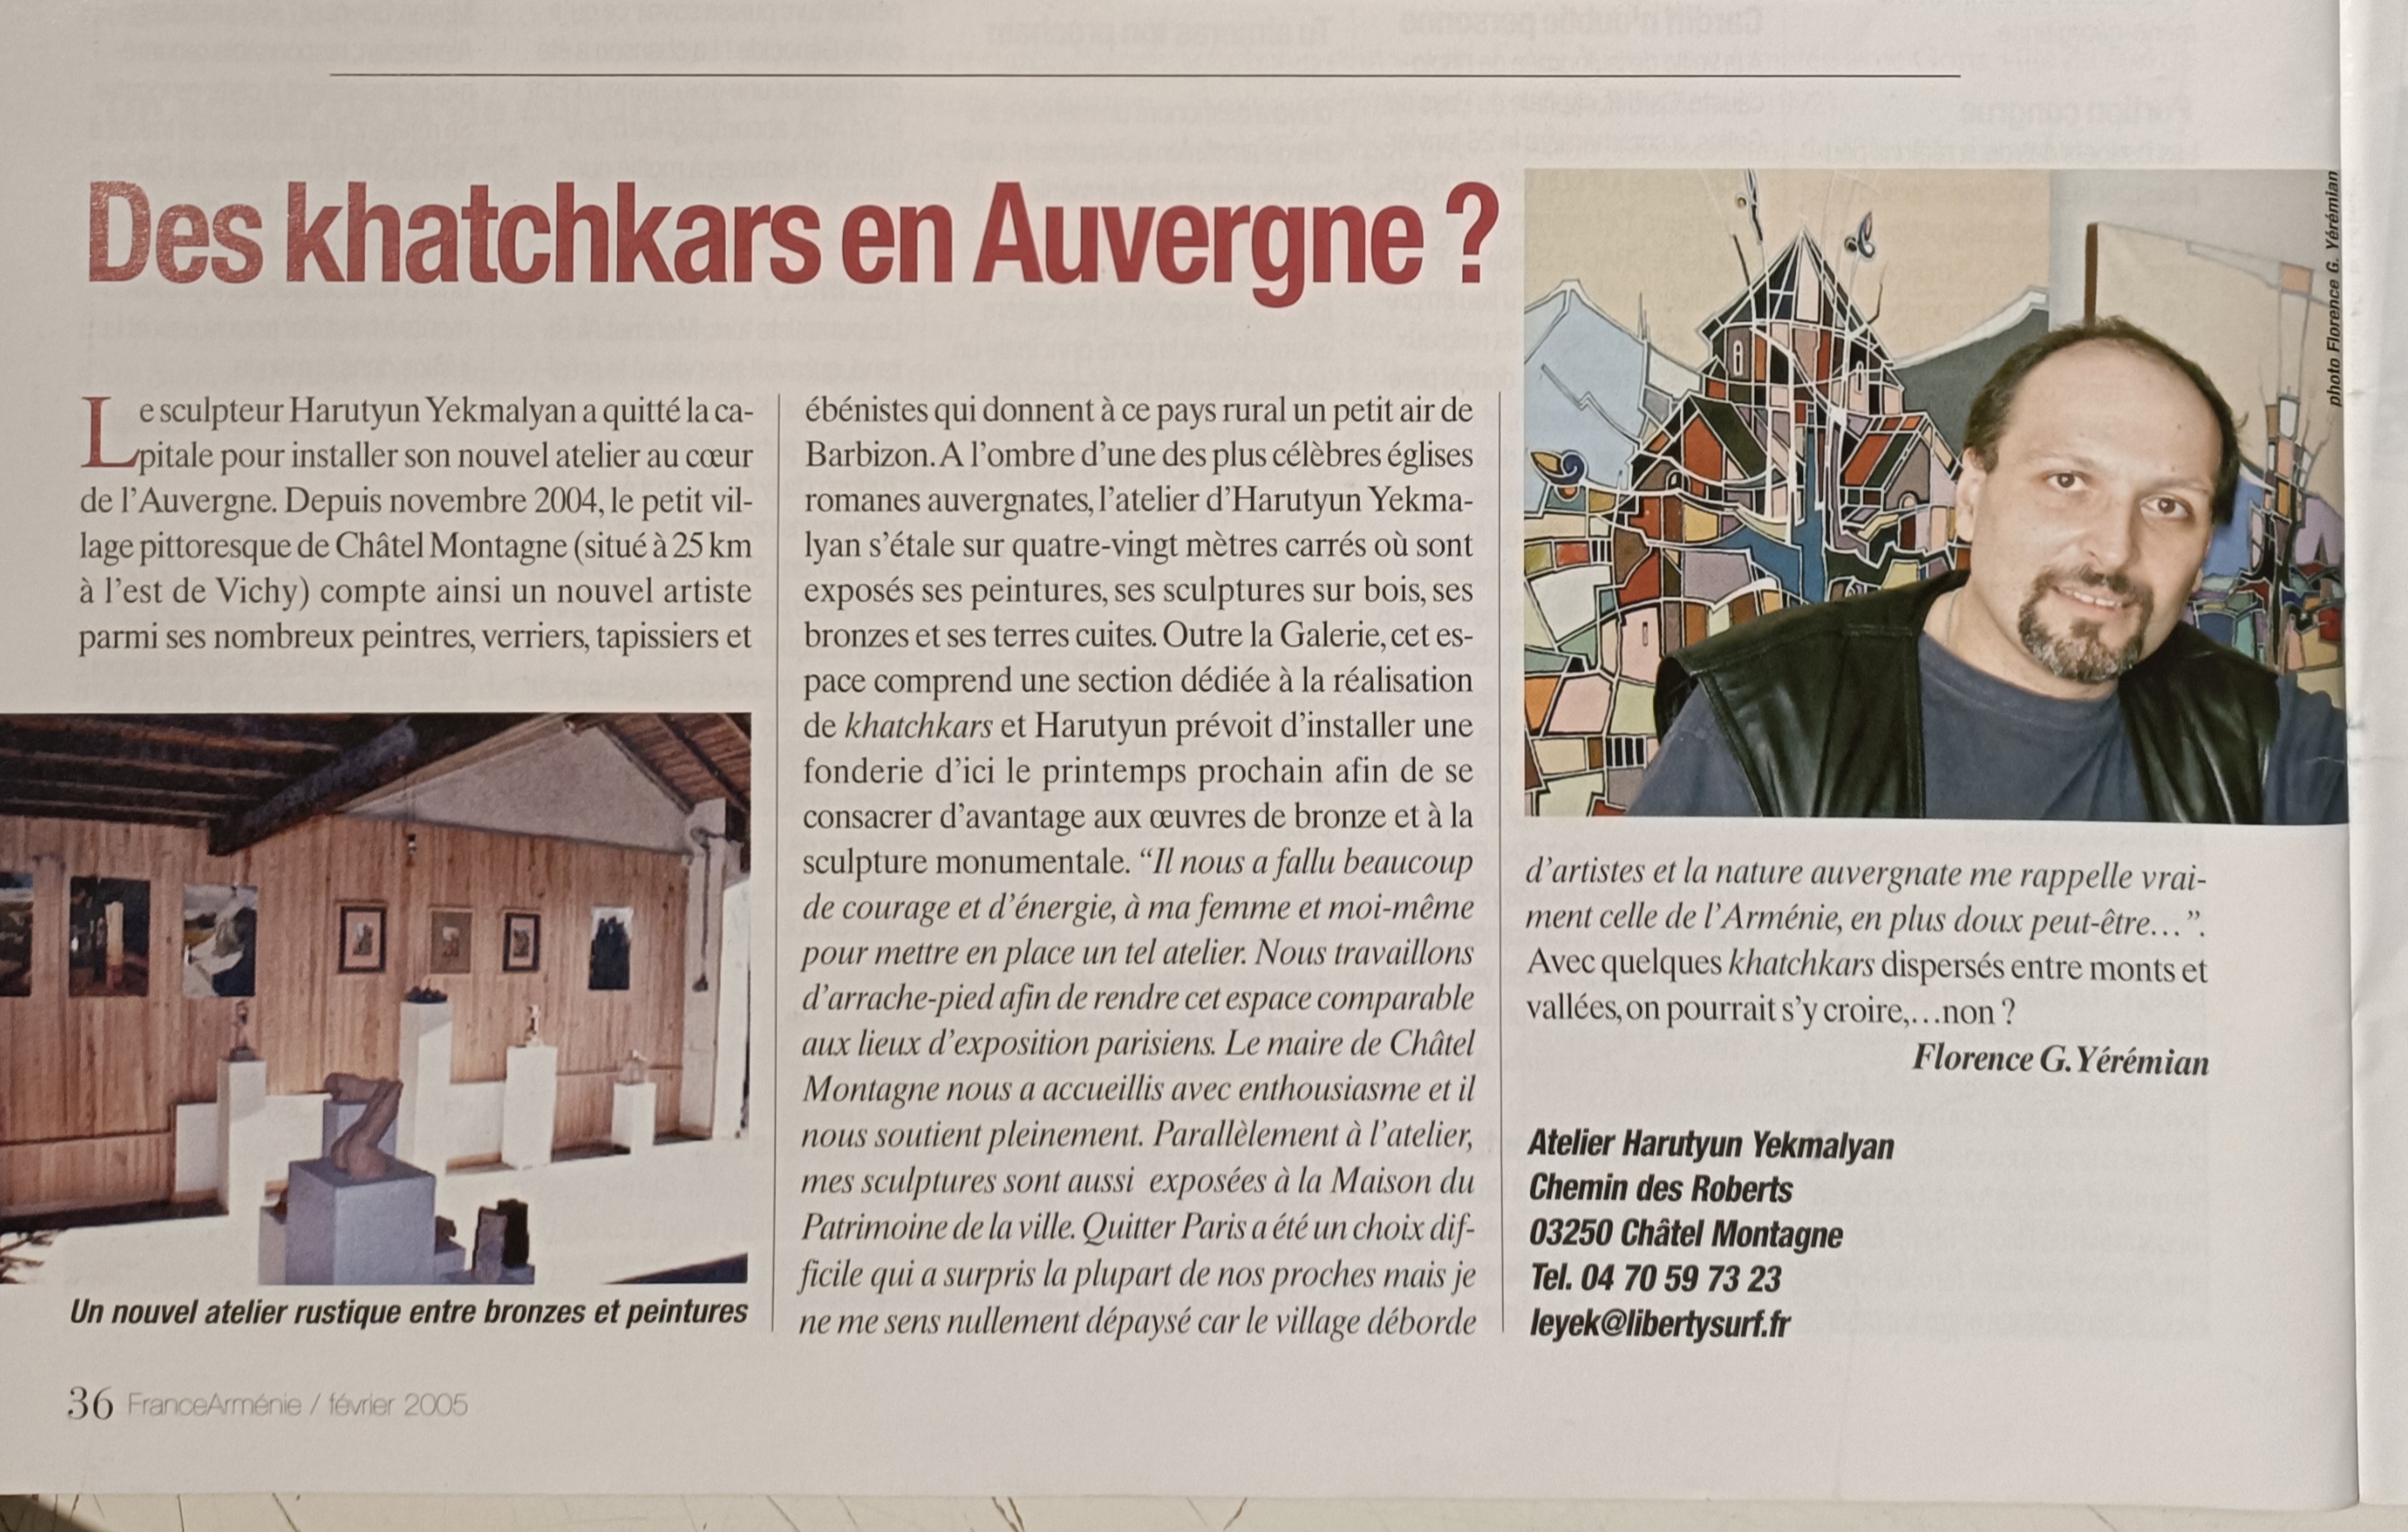 Des khatchkars en Auvergne ?
photo Florence G. Yérémian
Le sculpteur Harutyun Yekmalyan a quitté la ca-
pitale pour installer son nouvel atelier au cœur
de l'Auvergne. Depuis novembre 2004, le petit vil-
lage pittoresque de Châtel Montagne (situé à 25 km
à l'est de Vichy) compte ainsi un nouvel artiste
parmi ses nombreux peintres, verriers, tapissiers et
Un nouvel atelier rustique entre bronzes et peintures
ébénistes qui donnent à ce pays rural un petit air de
Barbizon. A l'ombre d'une des plus célèbres églises
romanes auvergnates, l'atelier d'Harutyun Yekma-
lyan s'étale sur quatre-vingt mètres carrés où sont
exposés ses peintures, ses sculptures sur bois, ses
bronzes et ses terres cuites. Outre la Galerie, cet es-
pace comprend une section dédiée à la réalisation
de khatchkars et Harutyun prévoit d'installer une
fonderie d'ici le printemps prochain afin de se
consacrer d'avantage aux œuvres de bronze et à la
sculpture monumentale. “Il nous a fallu beaucoup
de courage et d'énergie, à ma femme et moi-même
pour mettre en place un tel atelier. Nous travaillons
d'arrache-pied afin de rendre cet espace comparable
aux lieux d'exposition parisiens. Le maire de Châtel
Montagne nous a accueillis avec enthousiasme et il
nous soutient pleinement. Parallèlement à l'atelier,
mes sculptures sont aussi exposées à la Maison du
Patrimoine de la ville. Quitter Paris a été un choix dif-
ficile qui a surpris la plupart de nos proches mais je
ne me sens nullement dépaysé car le village déborde
d'artistes et la nature auvergnate me rappelle vrai-
ment celle de l'Arménie, en plus doux peut-être…”.
Avec quelques khatchkars dispersés entre monts et
vallées, on pourrait s'y croire,…non ?
Florence G. Yérémian
Atelier Harutyun Yekmalyan
Chemin des Roberts
03250 Châtel Montagne
Tel. 04 70 59 73 23
leyek@libertysurf.fr
36 FranceArménie / février 2005